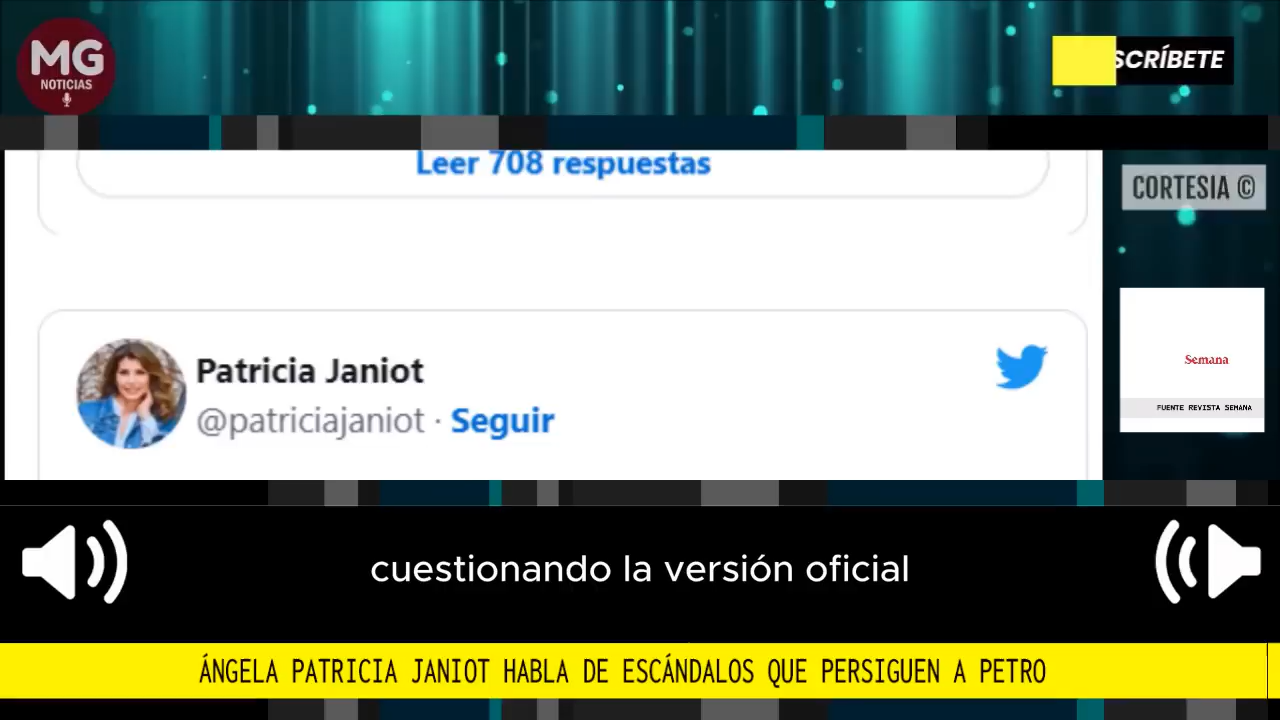 MG
NOTICIAS
SCRÍBETE
Leer 708 respuestas
CORTESIA ©
Patricia Janiot
@patriciajaniot · Seguir
Semana
FUENTE REVISTA SEMANA
cuestionando la versión oficial
ÁNGELA PATRICIA JANIOT HABLA DE ESCÁNDALOS QUE PERSIGUEN A PETRO